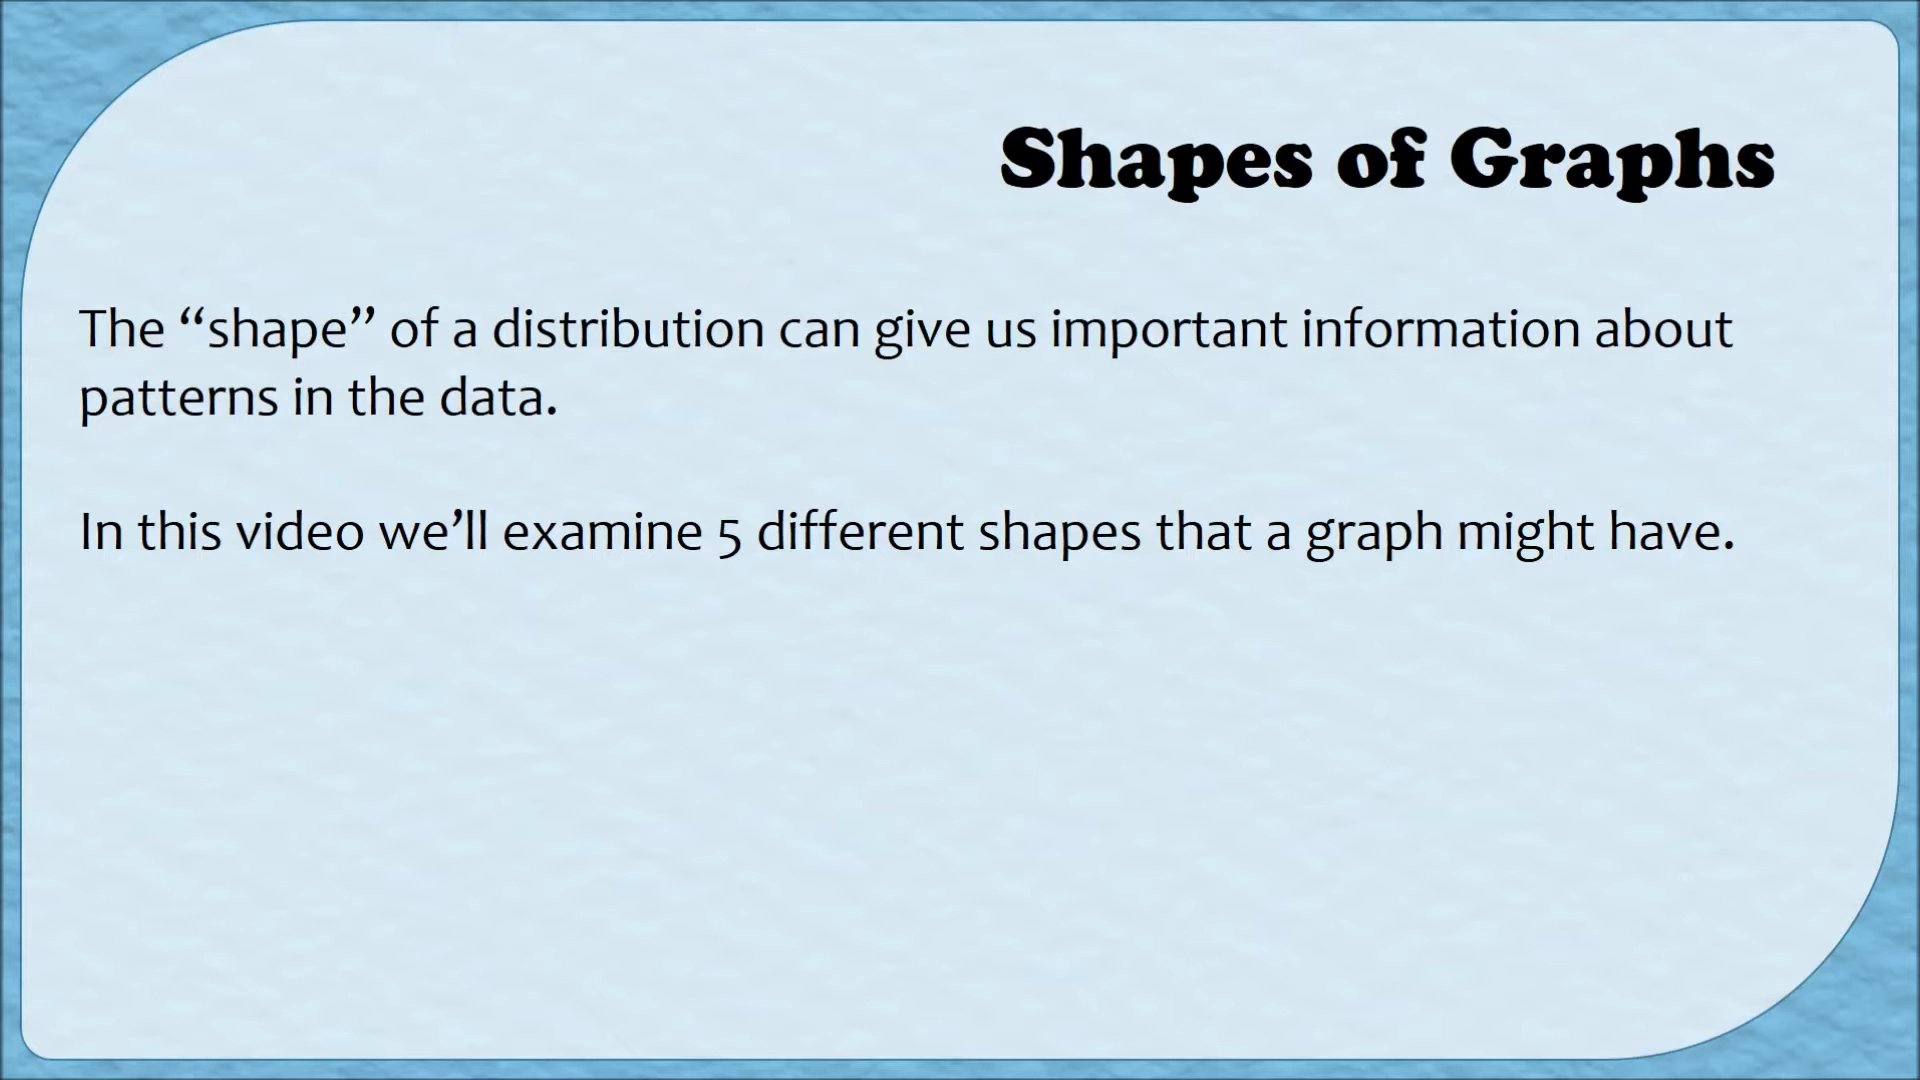 Shapes of Graphs
The “shape” of a distribution can give us important information about
patterns in the data.
In this video we’ll examine 5 different shapes that a graph might have.